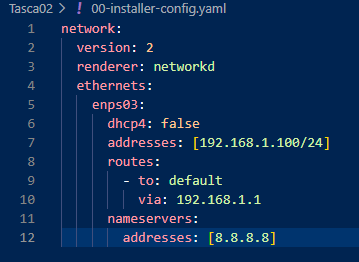 Tasca02 > ! 00-installer-config.yaml
1 network:
2   version: 2
3   renderer: networkd
4   ethernets:
5     enps03:
6       dhcp4: false
7       addresses: [192.168.1.100/24]
8       routes:
9         - to: default
10           via: 192.168.1.1
11       nameservers:
12         addresses: [8.8.8.8]